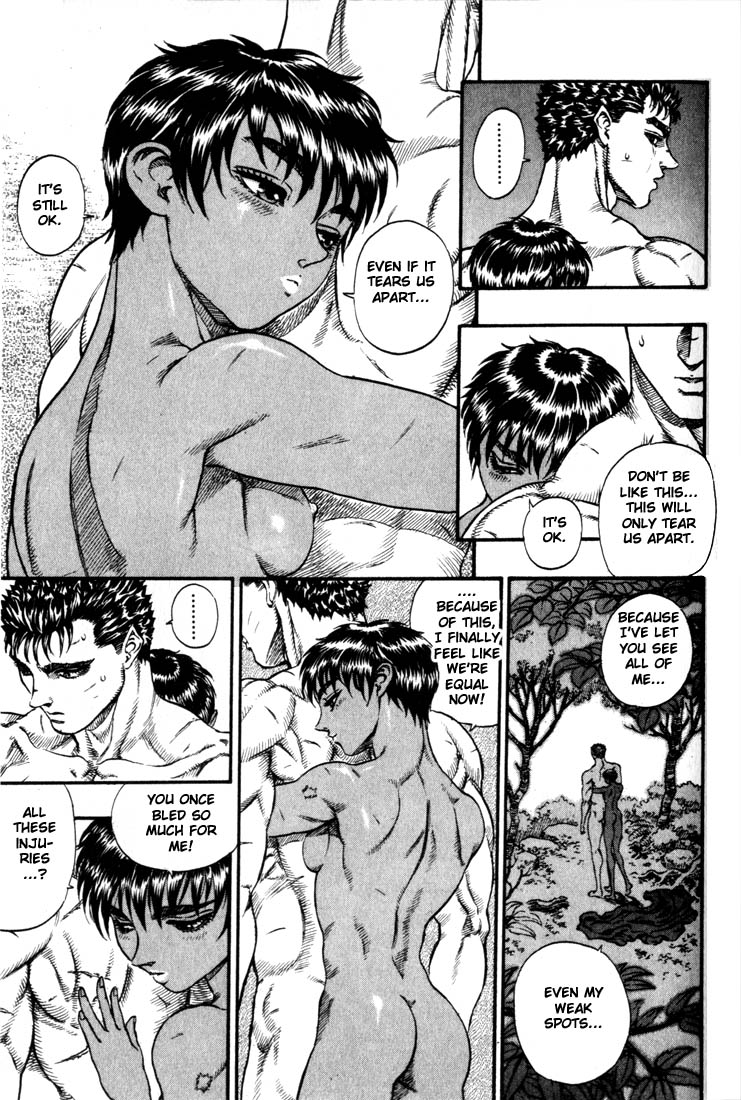 ........
EVEN IF IT
TEARS US
APART...
IT'S
STILL
OK.
DON'T BE
LIKE THIS...
THIS WILL
ONLY TEAR
US APART.
IT'S
OK.
BECAUSE
I'VE LET
YOU SEE
ALL OF
ME...
EVEN MY
WEAK
SPOTS...
....
BECAUSE
OF THIS,
I FINALLY
FEEL LIKE
WE'RE
EQUAL
NOW!
........
YOU ONCE
BLED SO
MUCH FOR
ME!
ALL
THESE
INJU-
RIES
...?